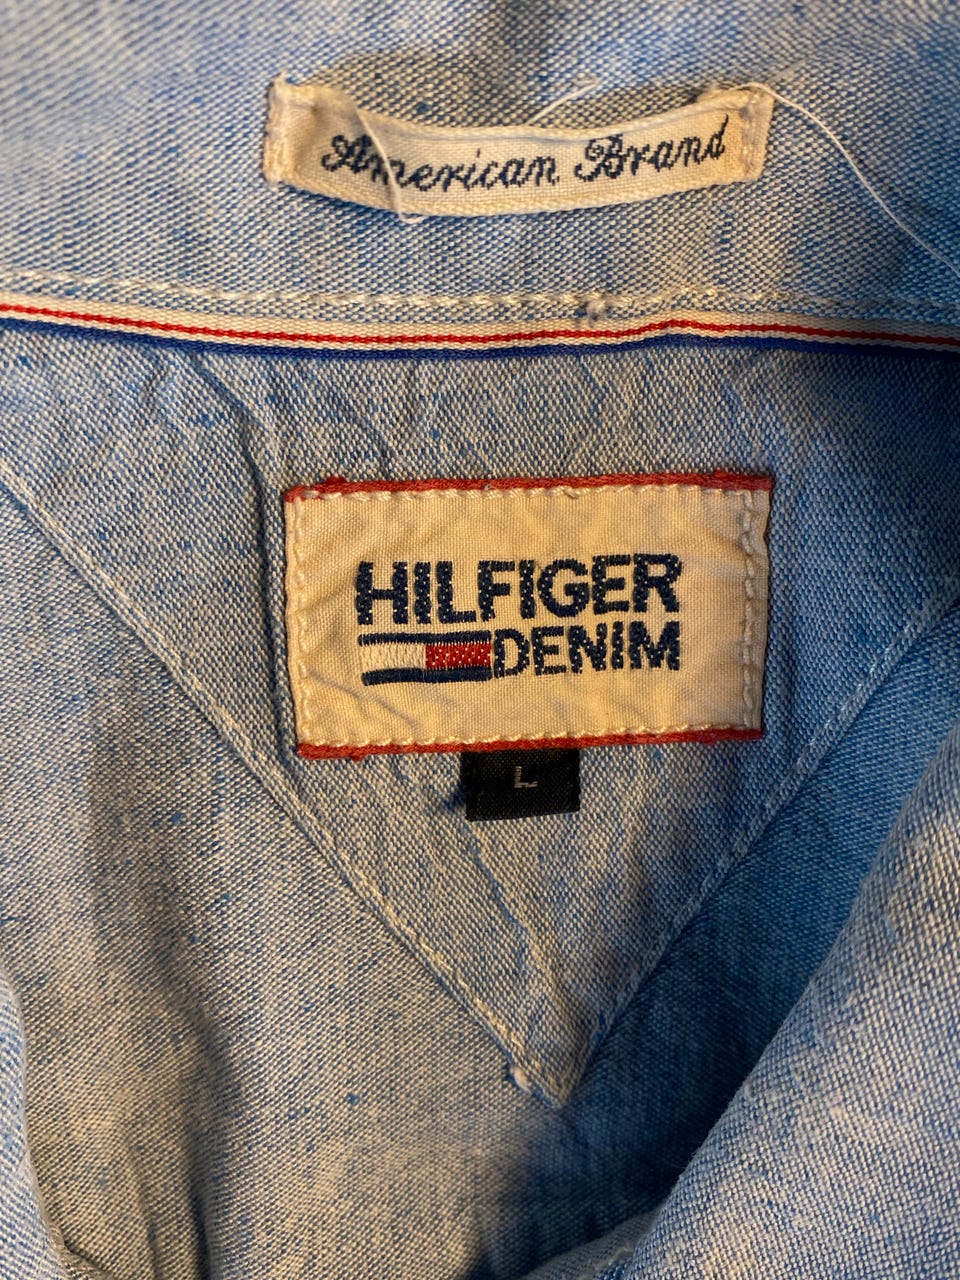 American Brand
HILFIGER
DENIM
L